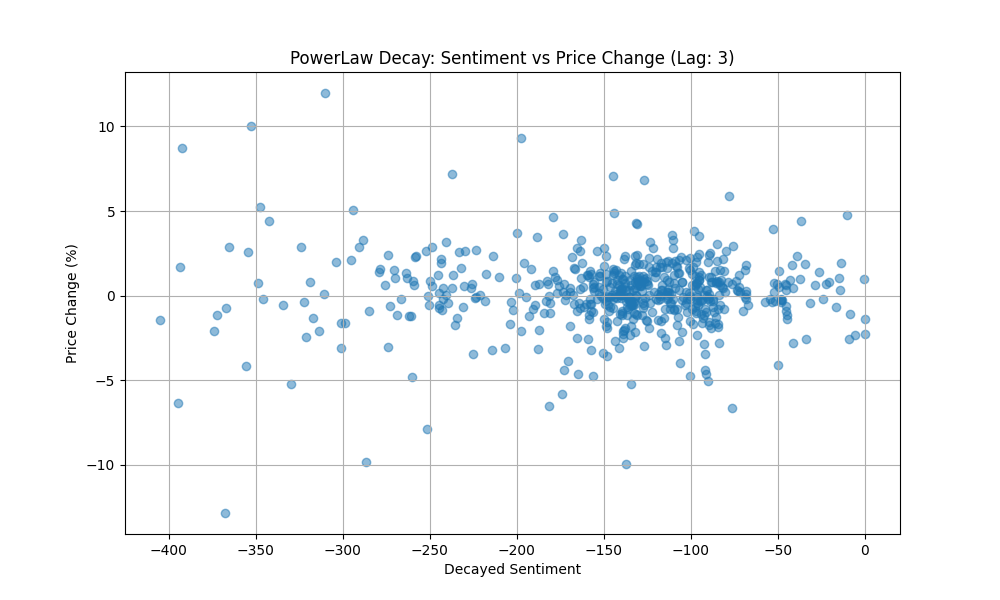 PowerLaw Decay: Sentiment vs Price Change (Lag: 3)
Price Change (%)
10
5
0
−5
−10
−400 −350 −300 −250 −200 −150 −100 −50 0
Decayed Sentiment